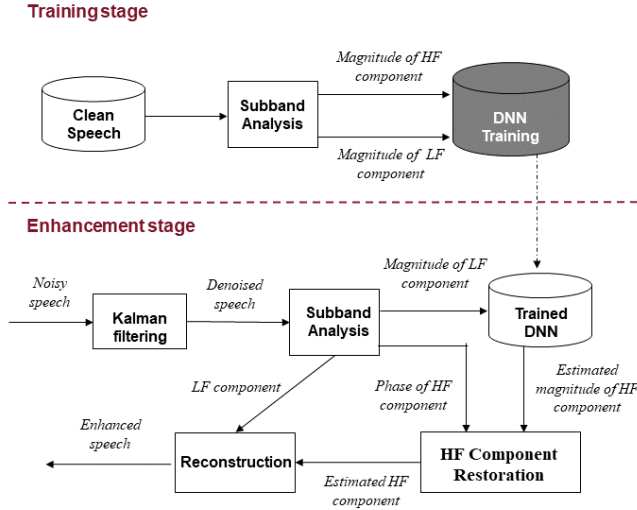 Training stage
Magnitude of HF
component
Clean
Speech
Subband
Analysis
DNN
Training
Magnitude of LF
component
Enhancement stage
Noisy
speech
Kalman
filtering
Denoised
speech
Subband
Analysis
Magnitude of LF
component
Trained
DNN
LF component
Phase of HF
component
Estimated
magnitude of HF
component
Enhanced
speech
Reconstruction
Estimated HF
component
HF Component
Restoration